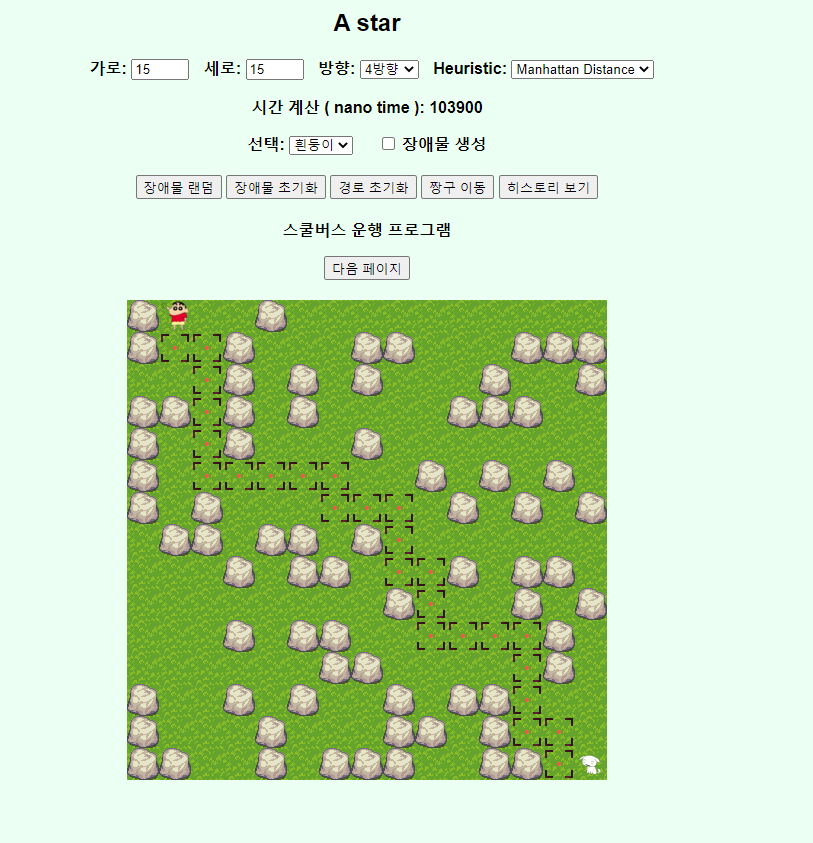 A star
가로: 15 세로: 15 방향: 4방향 Heuristic: Manhattan Distance
시간 계산 ( nano time ): 103900
선택: 흰둥이 장애물 생성
장애물 랜덤 장애물 초기화 경로 초기화 짱구 이동 히스토리 보기
스쿨버스 운행 프로그램
다음 페이지